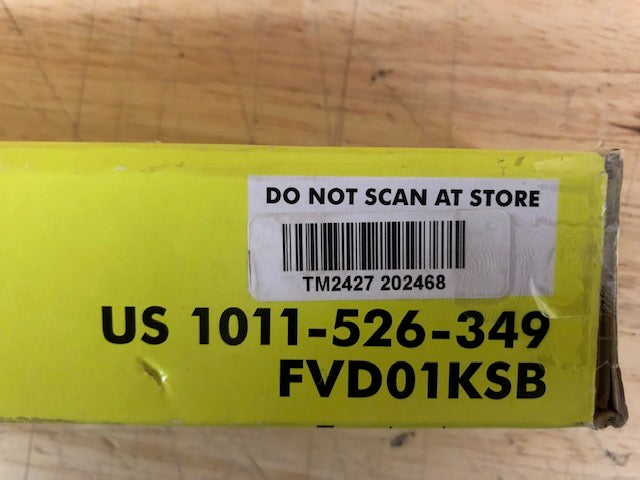 DO NOT SCAN AT STORE
TM2427 202468
US 1011-526-349
FVD01KSB